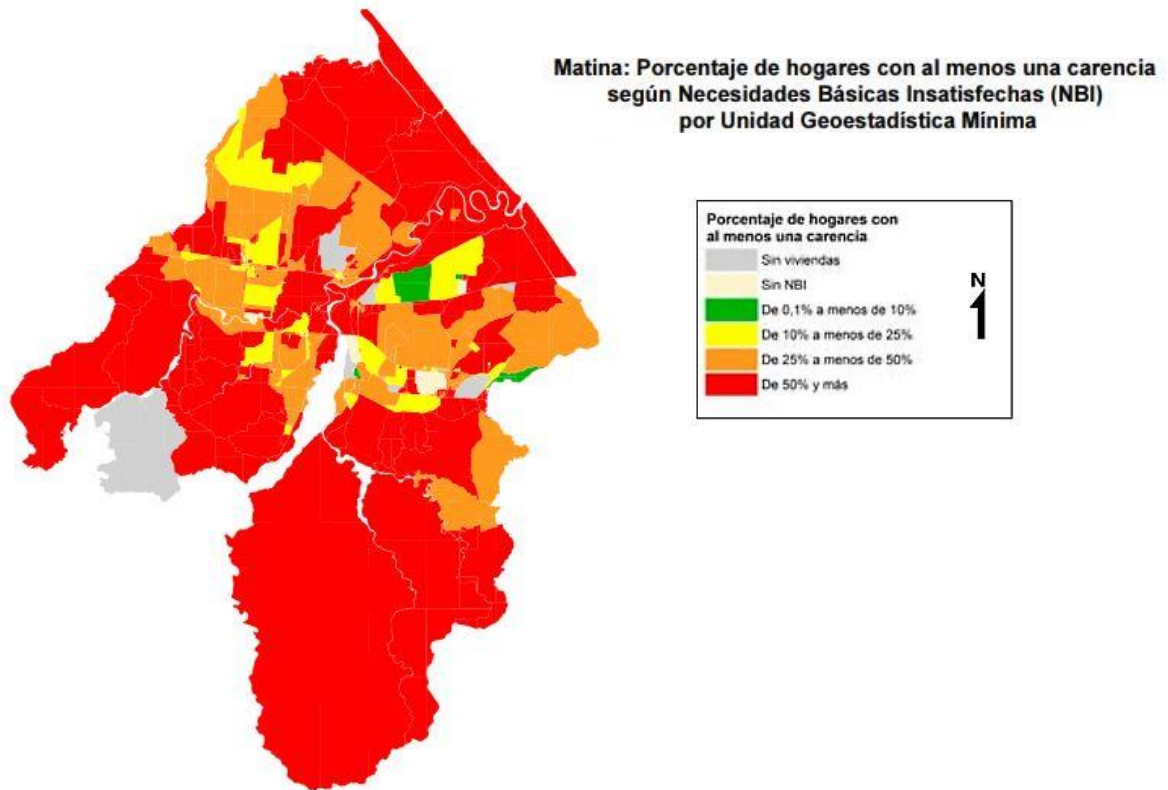 Matina: Porcentaje de hogares con al menos una carencia
según Necesidades Básicas Insatisfechas (NBI)
por Unidad Geoestadística Mínima
Porcentaje de hogares con
al menos una carencia
Sin viviendas
Sin NBI
De 0,1% a menos de 10%
De 10% a menos de 25%
De 25% a menos de 50%
De 50% y más
N